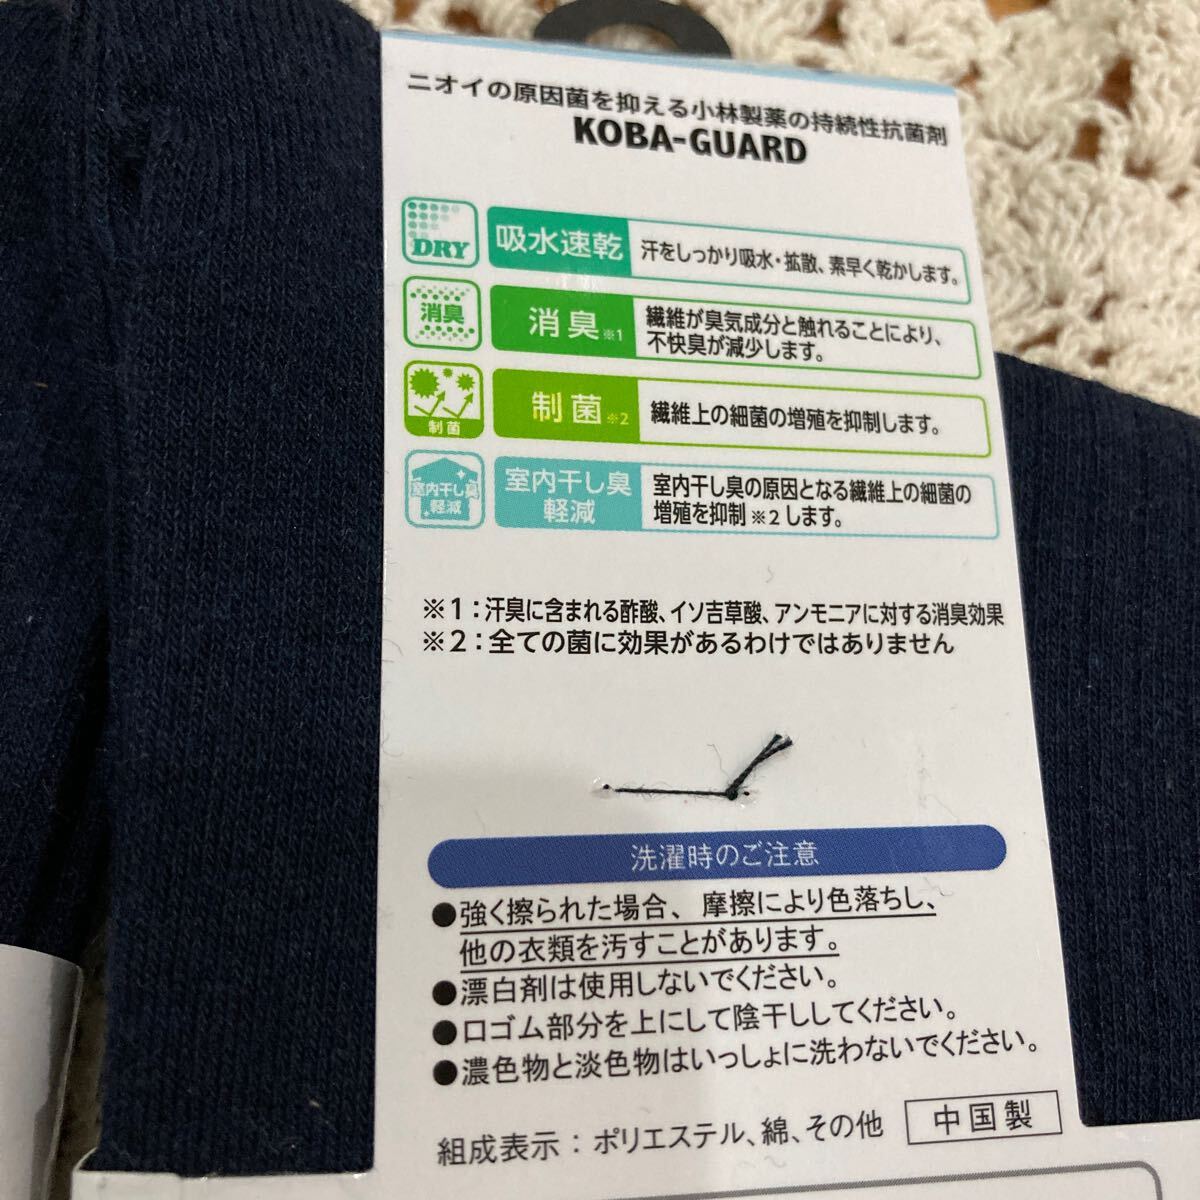 ニオイの原因菌を抑える小林製薬の持続性抗菌剤
KOBA-GUARD
DRY
吸水速乾
汗をしっかり吸水・拡散、素早く乾かします。
消臭
消臭※1
繊維が臭気成分と触れることにより、
不快臭が減少します。
制菌
制菌※2
繊維上の細菌の増殖を抑制します。
室内干し臭
軽減
室内干し臭
軽減
室内干し臭の原因となる繊維上の細菌の
増殖を抑制※2します。
※1：汗臭に含まれる酢酸、イソ吉草酸、アンモニアに対する消臭効果
※2：全ての菌に効果があるわけではありません
洗濯時のご注意
●強く擦られた場合、摩擦により色落ちし、
他の衣類を汚すことがあります。
●漂白剤は使用しないでください。
●口ゴム部分を上にして陰干ししてください。
●濃色物と淡色物はいっしょに洗わないでください。
組成表示：ポリエステル、綿、その他
中国製